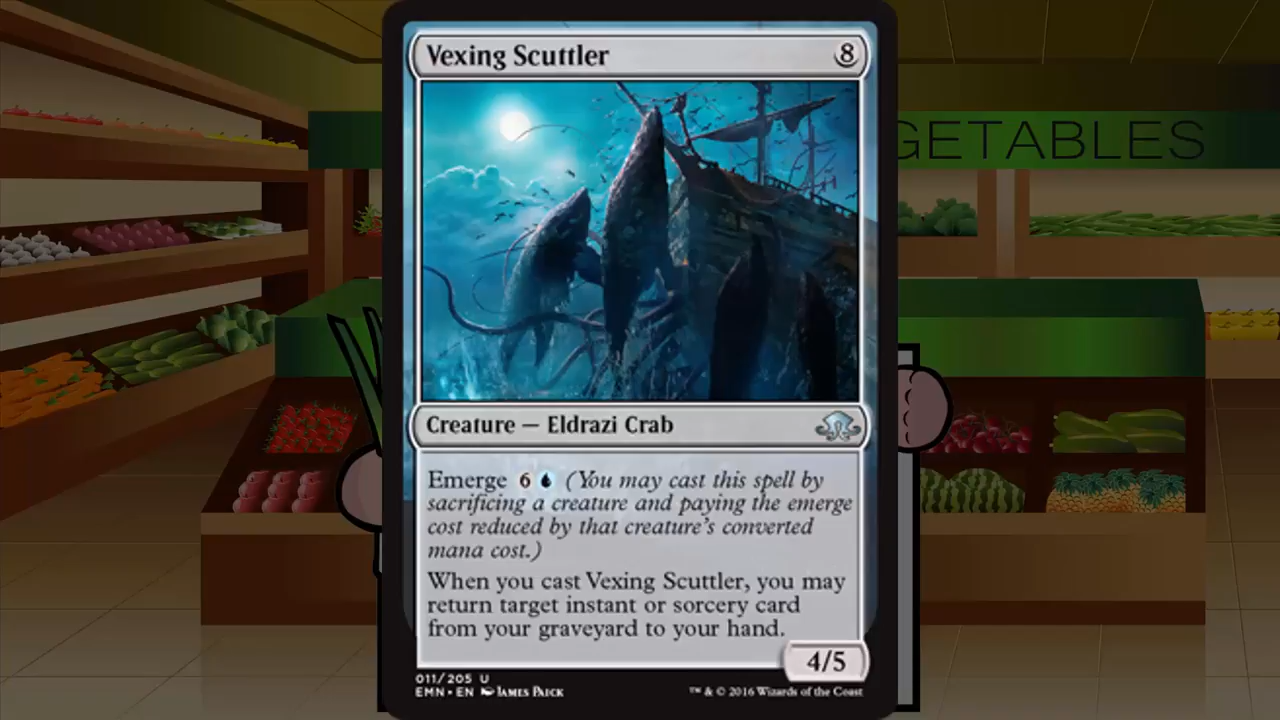 Vexing Scuttler 8
GETABLES
Creature — Eldrazi Crab
Emerge 6 (You may cast this spell by
sacrificing a creature and paying the emerge
cost reduced by that creature's converted
mana cost.)
When you cast Vexing Scuttler, you may
return target instant or sorcery card
from your graveyard to your hand.
4/5
011/205 U
EMN • EN James Paick
™ & © 2016 Wizards of the Coast